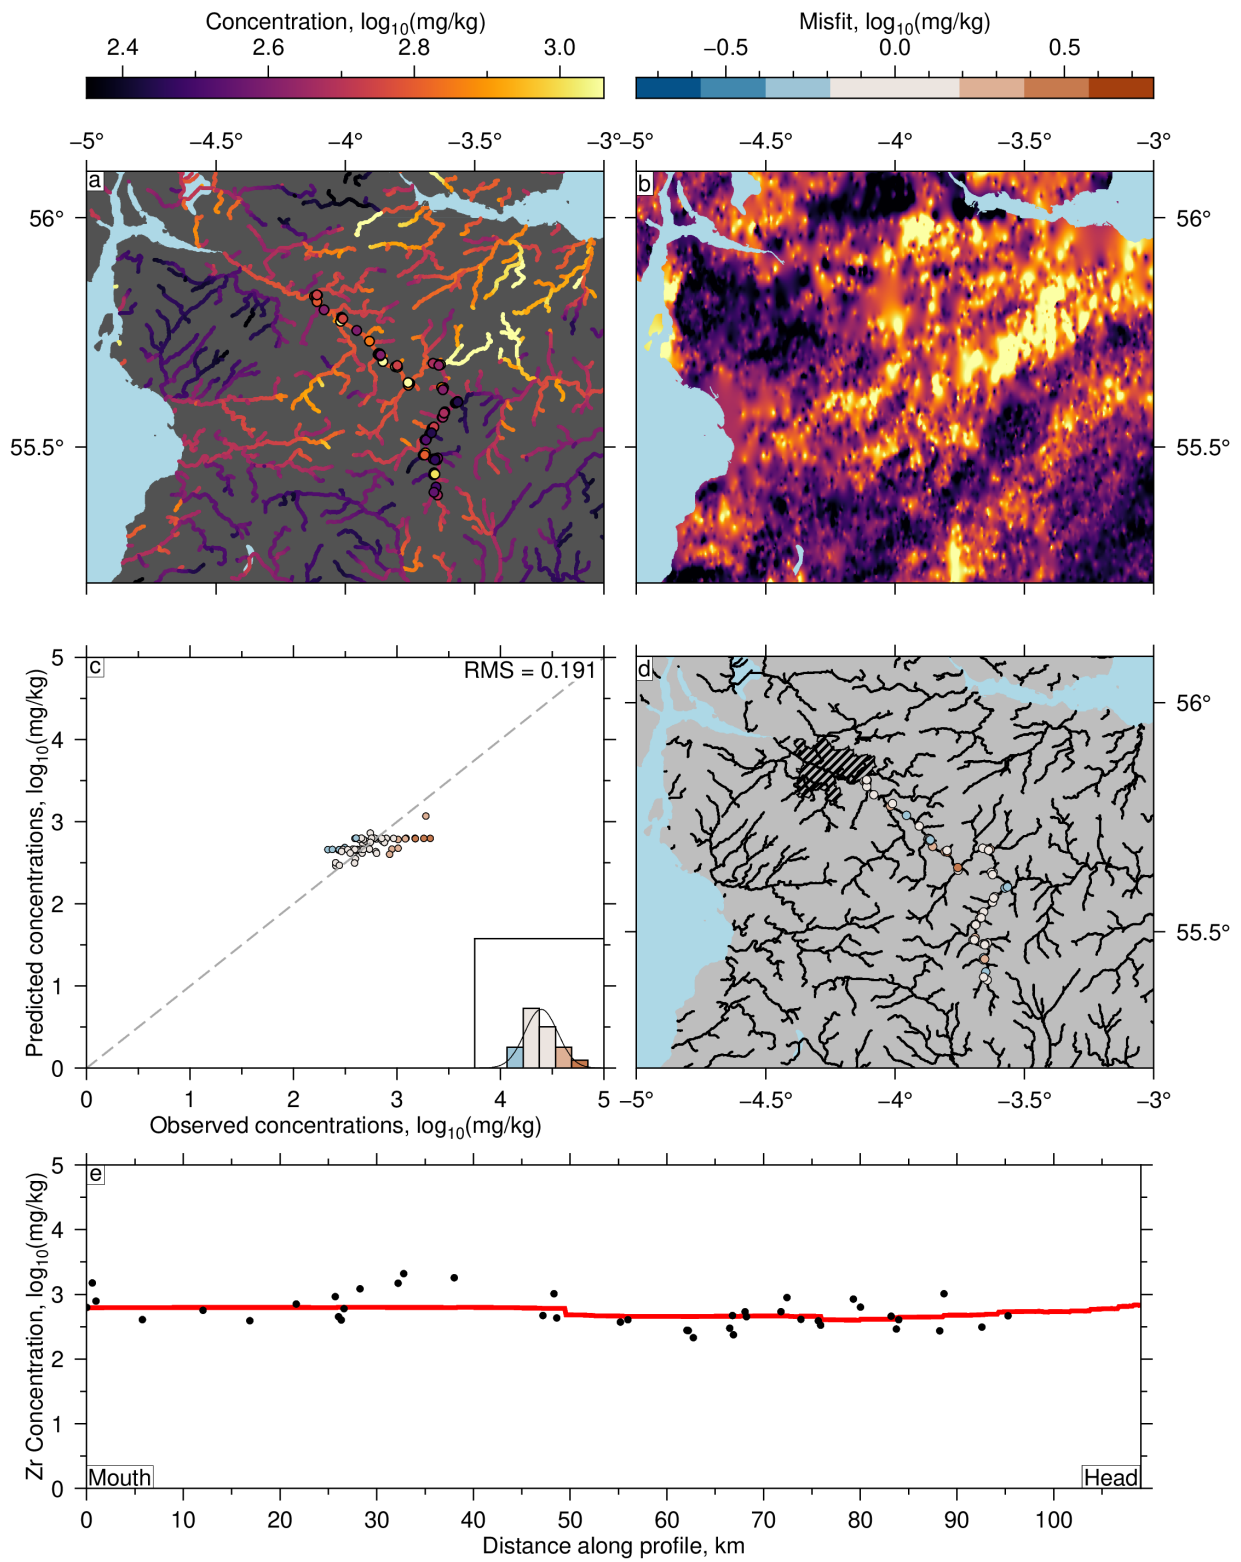 Concentration, log10(mg/kg)
Misfit, log10(mg/kg)
2.4 2.6 2.8 3.0
−0.5 0.0 0.5
−5° −4.5° −4° −3.5° −3°
−5° −4.5° −4° −3.5° −3°
a
b
56°
55.5°
56°
55.5°
c
RMS = 0.191
Predicted concentrations, log10(mg/kg)
5
4
3
2
1
0
0 1 2 3 4 5
Observed concentrations, log10(mg/kg)
d
56°
55.5°
−5° −4.5° −4° −3.5° −3°
e
Zr Concentration, log10(mg/kg)
5
4
3
2
1
0
Mouth
Head
0 10 20 30 40 50 60 70 80 90 100
Distance along profile, km